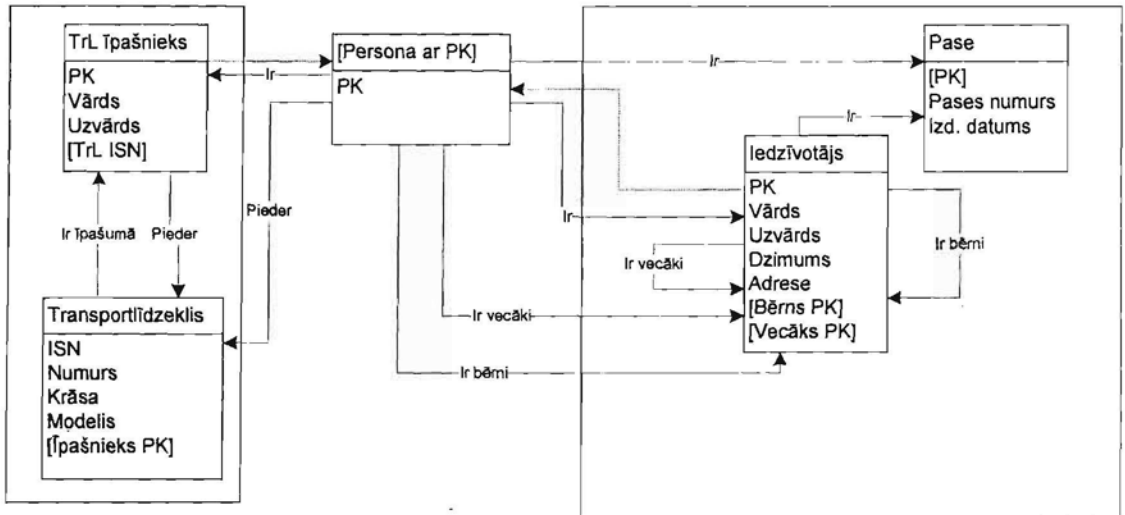 TrL Īpašnieks
PK
Vārds
Uzvārds
[TrL ISN]
Ir īpašumā
Pieder
Transportlīdzeklis
ISN
Numurs
Krāsa
Modelis
[Īpašnieks PK]
Pieder
Ir
[Persona ar PK]
PK
Ir
Ir
Ir vecāki
Ir bērni
Pase
[PK]
Pases numurs
Izd. datums
Ir
Iedzīvotājs
PK
Vārds
Uzvārds
Dzimums
Adrese
[Bērns PK]
[Vecāks PK]
Ir vecāki
Ir bērni